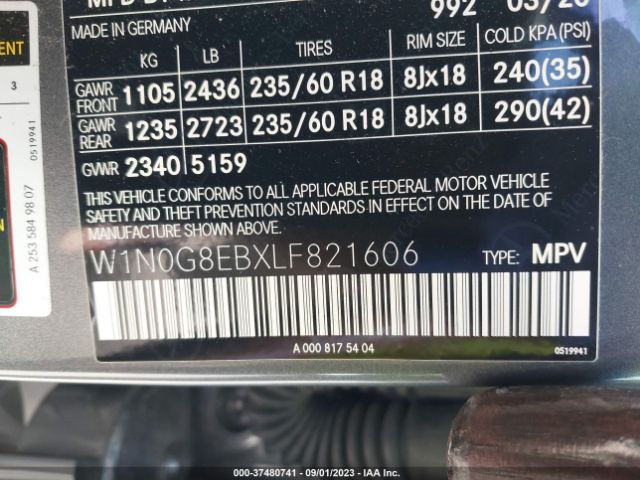 992 03/20
MADE IN GERMANY
KG LB TIRES RIM SIZE COLD KPA (PSI)
GAWR FRONT 1105 2436 235/60 R18 8Jx18 240(35)
GAWR REAR 1235 2723 235/60 R18 8Jx18 290(42)
GVWR 2340 5159
THIS VEHICLE CONFORMS TO ALL APPLICABLE FEDERAL MOTOR VEHICLE
SAFETY AND THEFT PREVENTION STANDARDS IN EFFECT ON THE DATE OF
MANUFACTURE SHOWN ABOVE.
W1N0G8EBXLF821606 TYPE: MPV
A 000 817 54 04
0519941
3
0519941
A 253 584 98 07
000-37480741 - 09/01/2023 - IAA Inc.